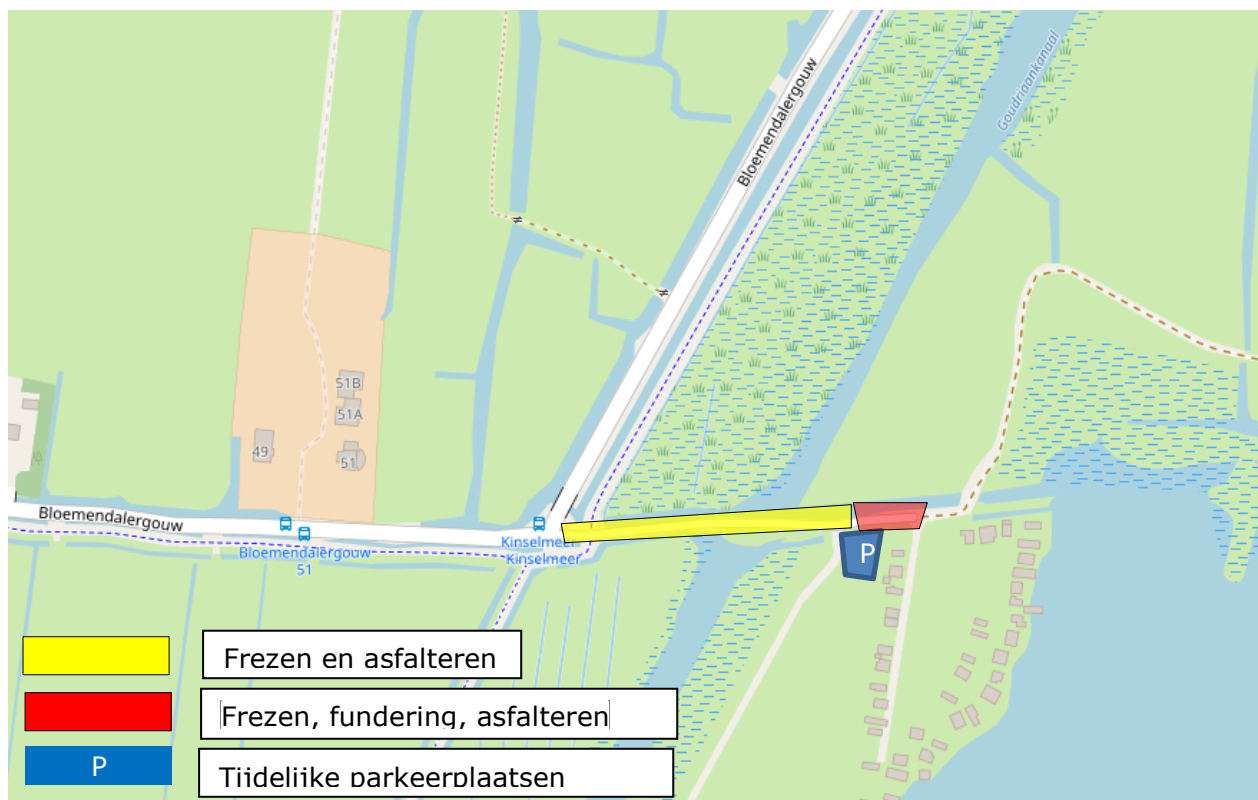 Goudriaankanaal
Bloemendalergouw
51B
51A
49
51
Bloemendalergouw
Bloemendalergouw
51
Kinselmeer
Kinselmeer
P
Frezen en asfalteren
Frezen, fundering, asfalteren
P
Tijdelijke parkeerplaatsen